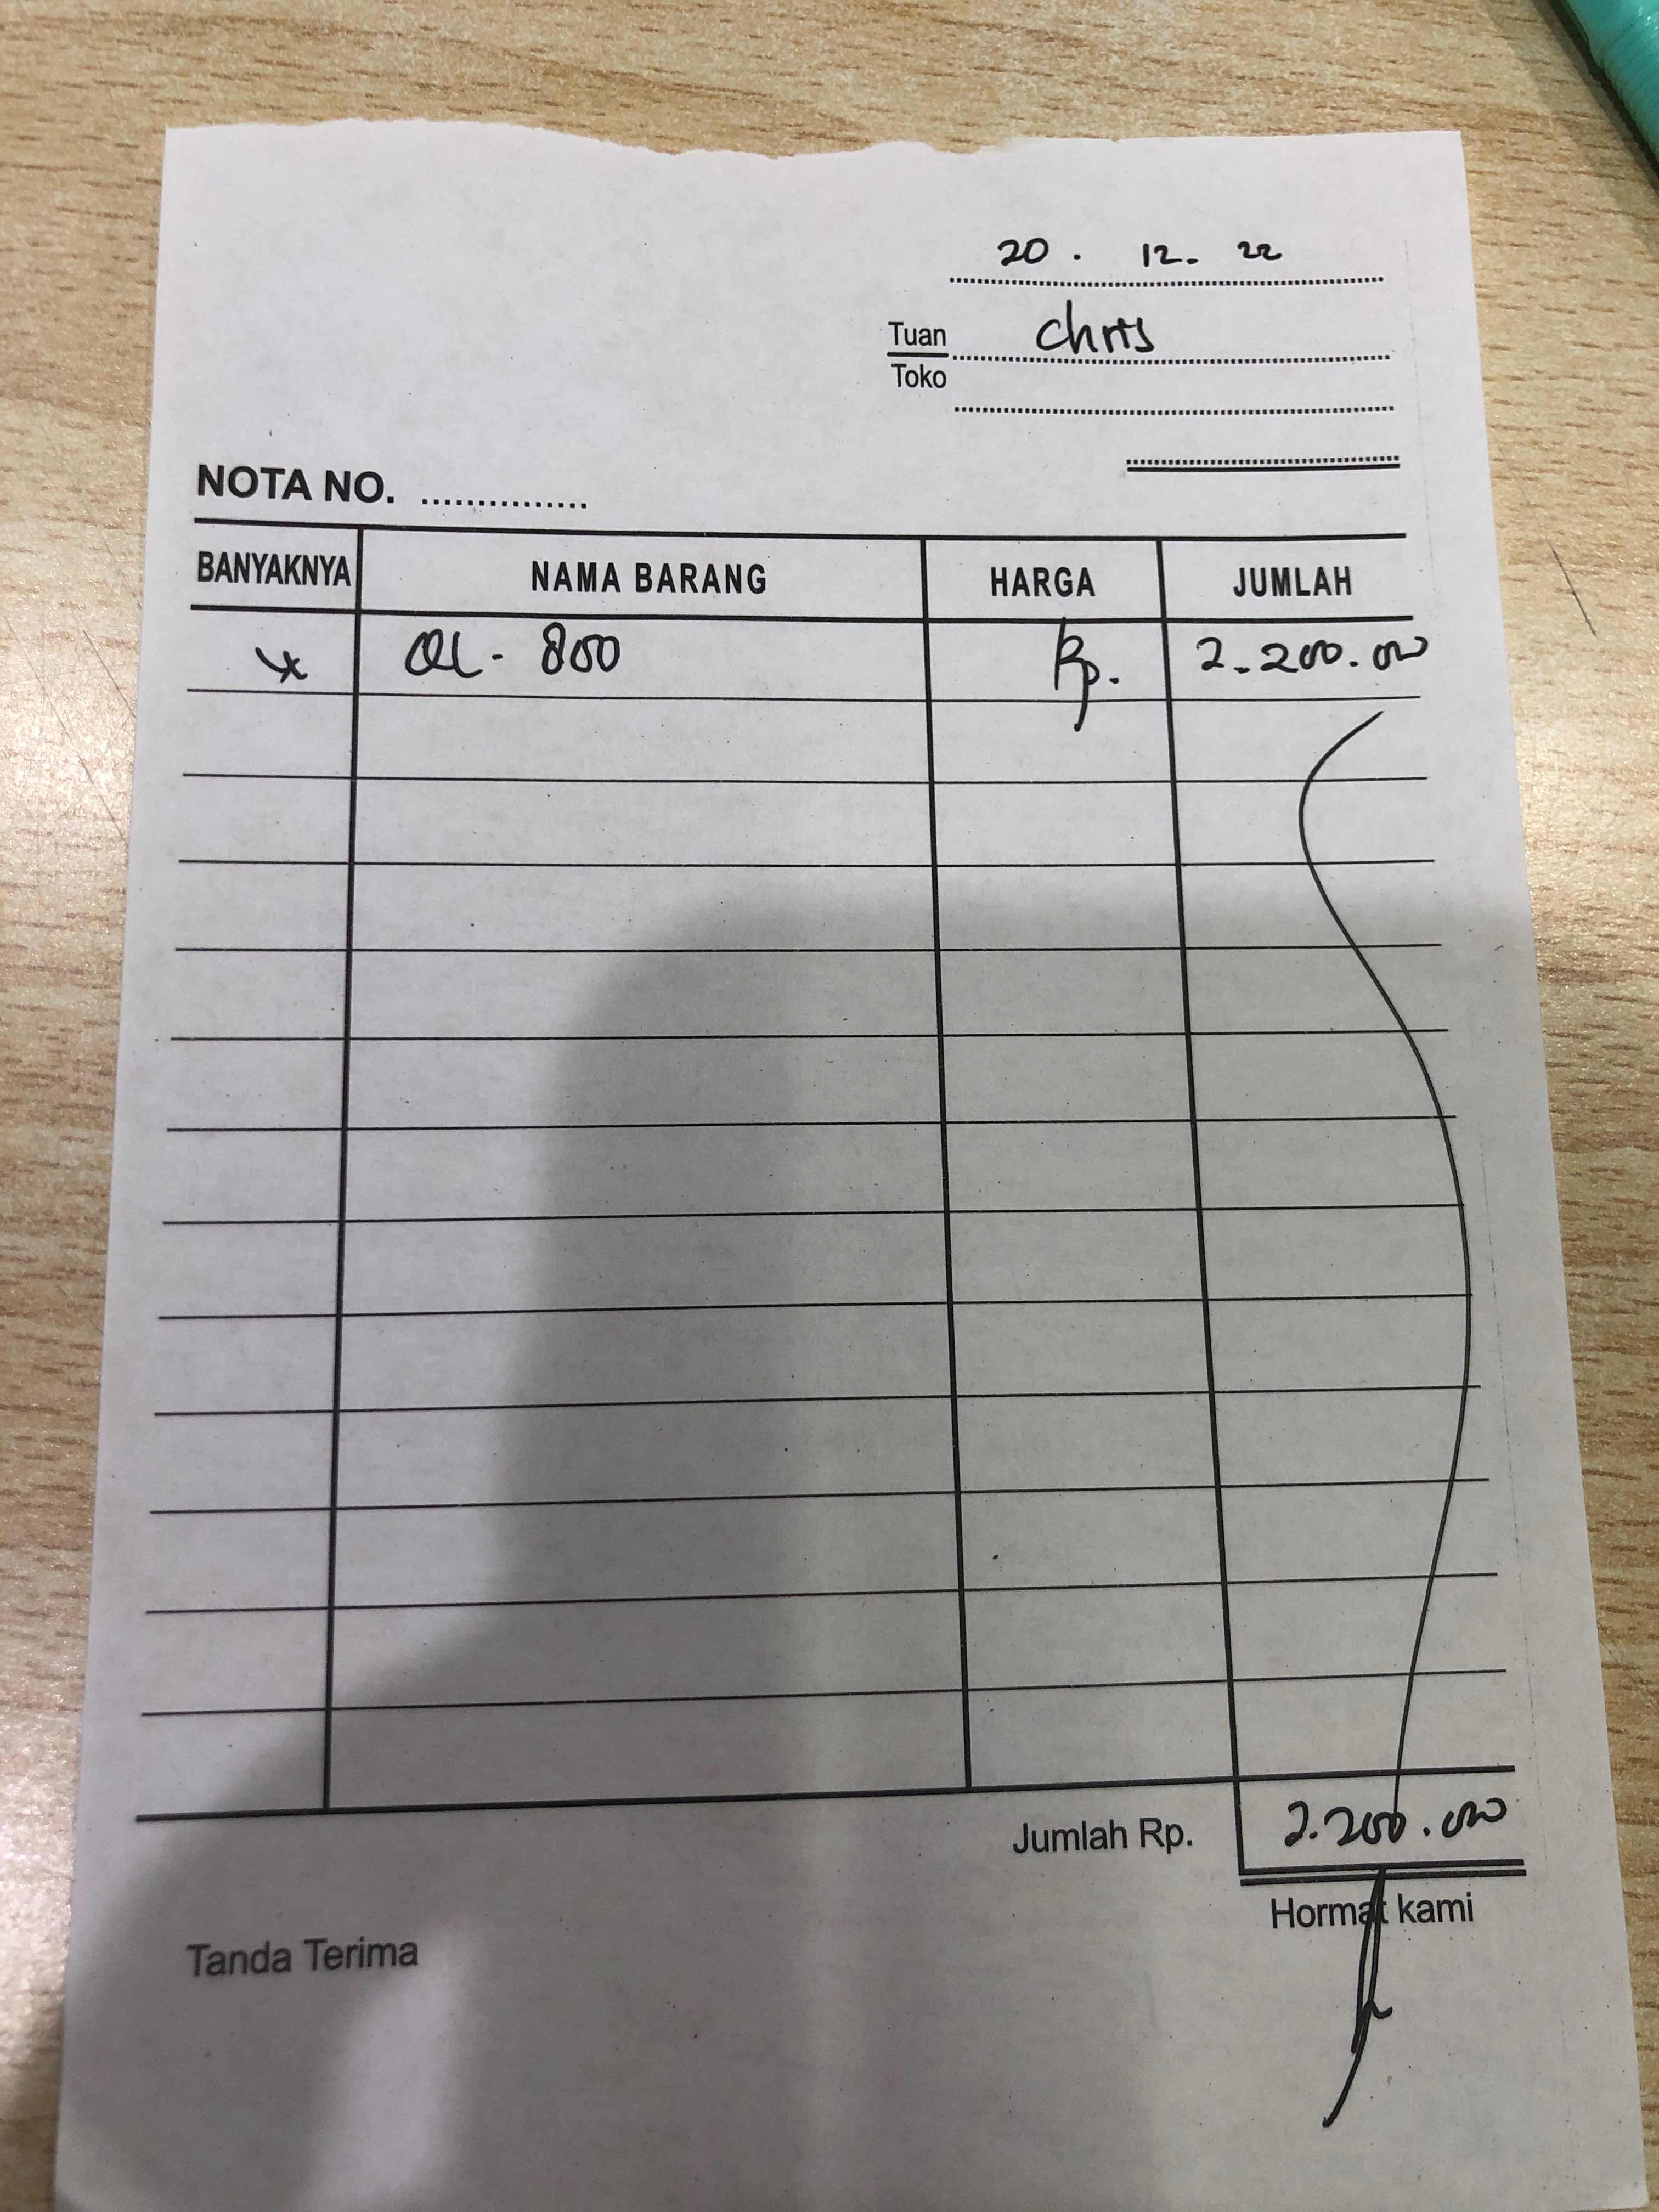 20 . 12. 22
Tuan Chris
Toko
NOTA NO. ...............
BANYAKNYA NAMA BARANG HARGA JUMLAH
QL - 800 Rp. 2.200.000
Jumlah Rp. 2.200.000
Hormat kami
Tanda Terima